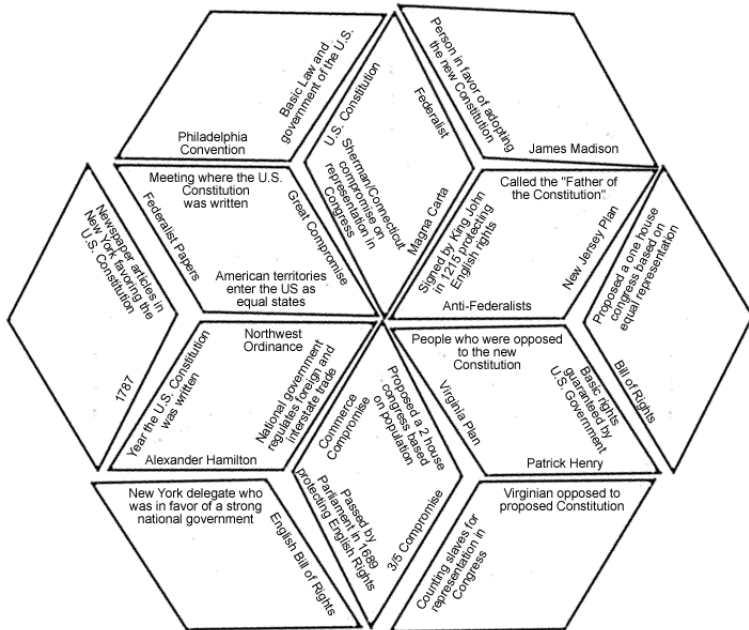 Basic Law and
government of the U.S.
Philadelphia
Convention
U.S. Constitution
Federalist
Sherman/Connecticut
compromise on
representation in
Congress
Magna Carta
Person in favor of adopting
the new Constitution
James Madison
Meeting where the U.S.
Constitution
was written
Federalist Papers
Great Compromise
American territories
enter the US as
equal states
Called the "Father of
the Constitution"
Signed by King John
in 1215 protecting
English rights
New Jersey Plan
Anti-Federalists
Newspaper articles in
New York favoring the
U.S. Constitution
1787
Proposed a one house
congress based on
equal representation
Bill of Rights
Northwest
Ordinance
Year the U.S. Constitution
was written
National government
regulates foreign and
interstate trade
Alexander Hamilton
Commerce
Compromise
Proposed a 2 house
congress based
on population
Passed by
Parliament in 1689
protecting English Rights
3/5 Compromise
People who were opposed
to the new
Constitution
Virginia Plan
Basic rights
guaranteed by
U.S. Government
Patrick Henry
New York delegate who
was in favor of a strong
national government
English Bill of Rights
Virginian opposed to
proposed Constitution
Counting slaves for
representation in
Congress